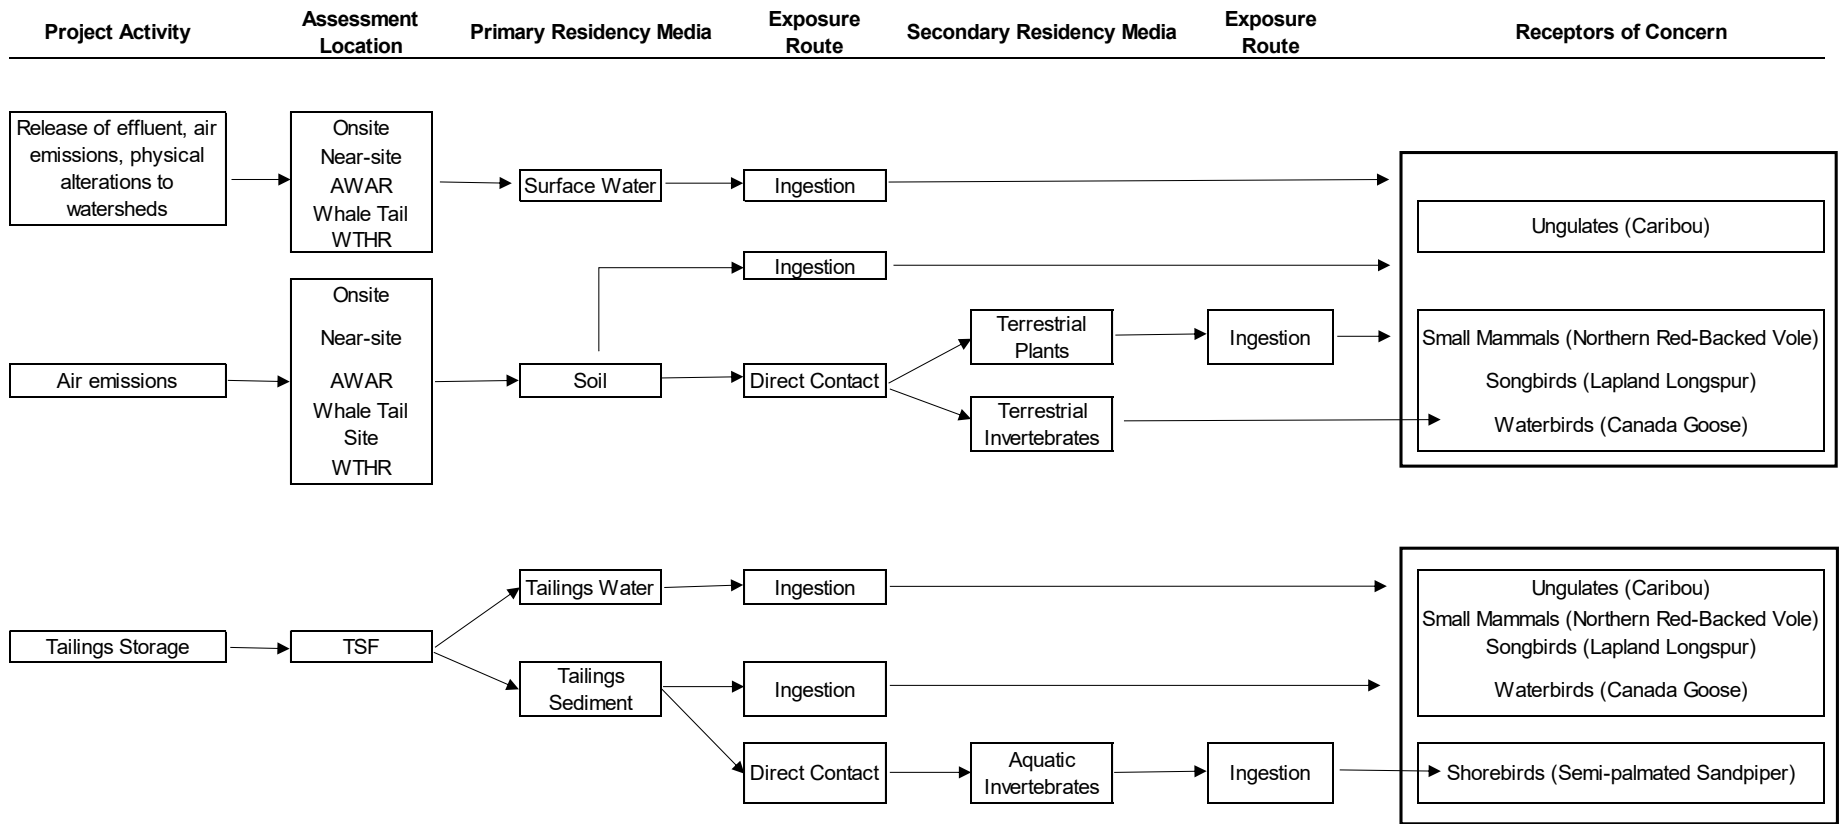 Project Activity
Assessment
Location
Primary Residency Media
Exposure
Route
Secondary Residency Media
Exposure
Route
Receptors of Concern
Release of effluent, air
emissions, physical
alterations to
watersheds
Onsite
Near-site
AWAR
Whale Tail
WTHR
Surface Water
Ingestion
Ungulates (Caribou)
Ingestion
Air emissions
Onsite
Near-site
AWAR
Whale Tail
Site
WTHR
Soil
Direct Contact
Terrestrial
Plants
Ingestion
Terrestrial
Invertebrates
Small Mammals (Northern Red-Backed Vole)
Songbirds (Lapland Longspur)
Waterbirds (Canada Goose)
Tailings Storage
TSF
Tailings Water
Ingestion
Tailings
Sediment
Ingestion
Ungulates (Caribou)
Small Mammals (Northern Red-Backed Vole)
Songbirds (Lapland Longspur)
Waterbirds (Canada Goose)
Direct Contact
Aquatic
Invertebrates
Ingestion
Shorebirds (Semi-palmated Sandpiper)